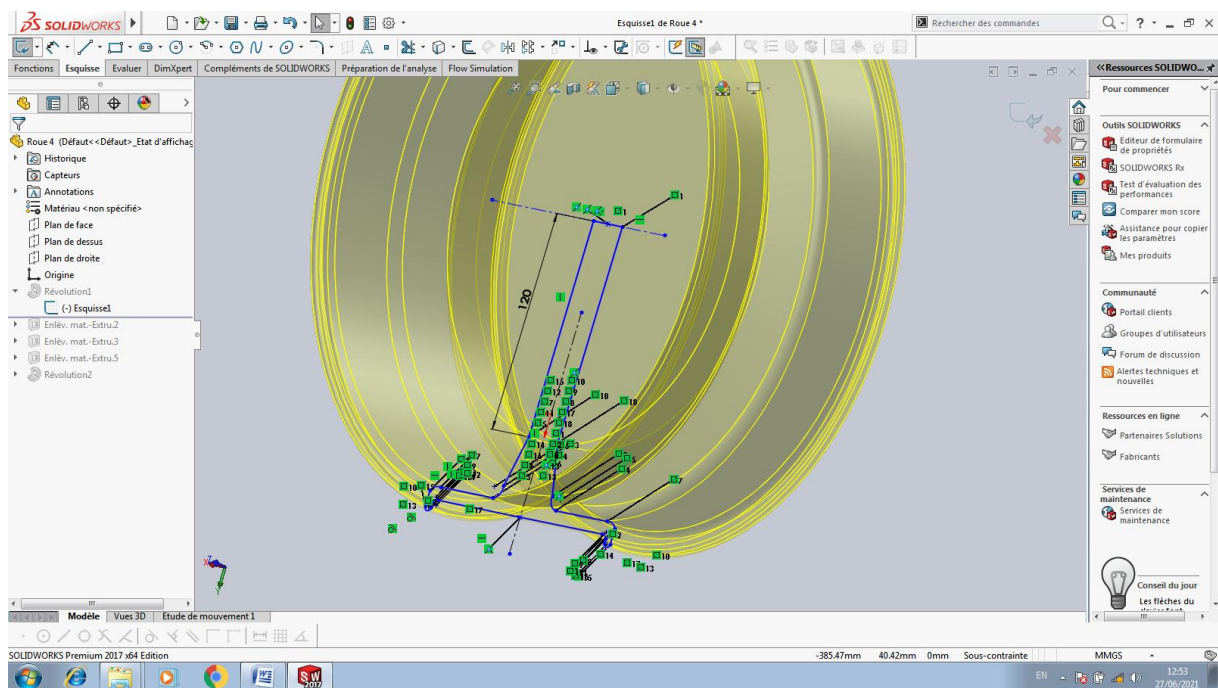 SOLIDWORKS
Esquisse1 de Roue 4 *
Rechercher des commandes
Fonctions Esquisse Evaluer DimXpert Compléments de SOLIDWORKS Préparation de l'analyse Flow Simulation
Roue 4 (Défaut<<Défaut>_Etat d'affichag
Historique
Capteurs
Annotations
Matériau <non spécifié>
Plan de face
Plan de dessus
Plan de droite
Origine
Révolution1
(-) Esquisse1
Enlèv. mat.-Extru.2
Enlèv. mat.-Extru.3
Enlèv. mat.-Extru.5
Révolution2
120
Ressources SOLIDWO...
Pour commencer
Outils SOLIDWORKS
Editeur de formulaire
de propriétés
SOLIDWORKS Rx
Test d'évaluation des
performances
Comparer mon score
Assistance pour copier
les paramètres
Mes produits
Communauté
Portail clients
Groupes d'utilisateurs
Forum de discussion
Alertes techniques et
nouvelles
Ressources en ligne
Partenaires Solutions
Fabricants
Services de
maintenance
Services de
maintenance
Conseil du jour
Les flèches du
Modèle Vues 3D Etude de mouvement 1
SOLIDWORKS Premium 2017 x64 Edition
-385.47mm 40.42mm 0mm Sous-contrainte MMGS
EN 12:53
27/06/2021